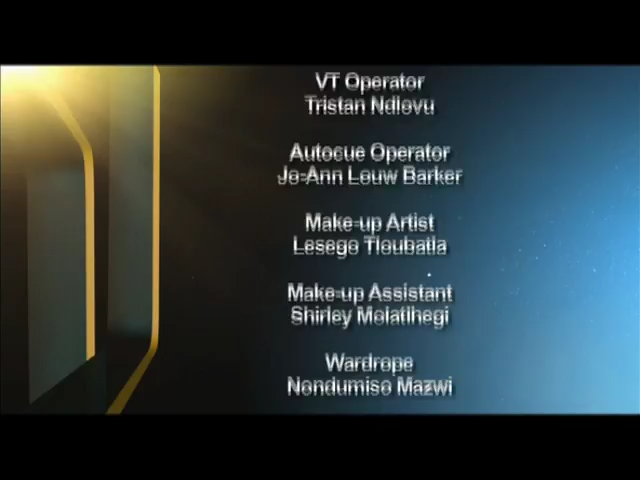 VT Operator
Tristan Ndlovu
Autocue Operator
Jo-Ann Louw Barker
Make-up Artist
Lesego Tloubatla
Make-up Assistant
Shirley Molatlhegi
Wardrope
Nondumiso Mazwi